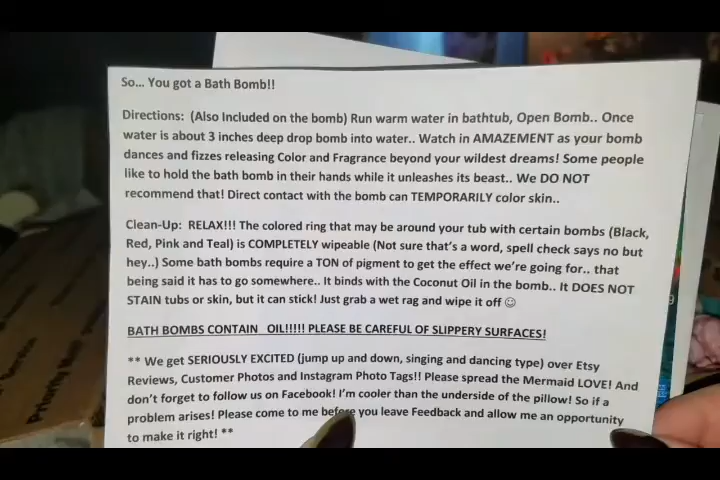 So... You got a Bath Bomb!!
Directions: (Also Included on the bomb) Run warm water in bathtub, Open Bomb.. Once
water is about 3 inches deep drop bomb into water.. Watch in AMAZEMENT as your bomb
dances and fizzes releasing Color and Fragrance beyond your wildest dreams! Some people
like to hold the bath bomb in their hands while it unleashes its beast.. We DO NOT
recommend that! Direct contact with the bomb can TEMPORARILY color skin..
Clean-Up: RELAX!!! The colored ring that may be around your tub with certain bombs (Black,
Red, Pink and Teal) is COMPLETELY wipeable (Not sure that's a word, spell check says no but
hey..) Some bath bombs require a TON of pigment to get the effect we're going for.. that
being said it has to go somewhere.. It binds with the Coconut Oil in the bomb.. It DOES NOT
STAIN tubs or skin, but it can stick! Just grab a wet rag and wipe it off ☺
BATH BOMBS CONTAIN OIL!!!!! PLEASE BE CAREFUL OF SLIPPERY SURFACES!
** We get SERIOUSLY EXCITED (jump up and down, singing and dancing type) over Etsy
Reviews, Customer Photos and Instagram Photo Tags!! Please spread the Mermaid LOVE! And
don't forget to follow us on Facebook! I'm cooler than the underside of the pillow! So if a
problem arises! Please come to me before you leave Feedback and allow me an opportunity
to make it right! **
Priority Mail